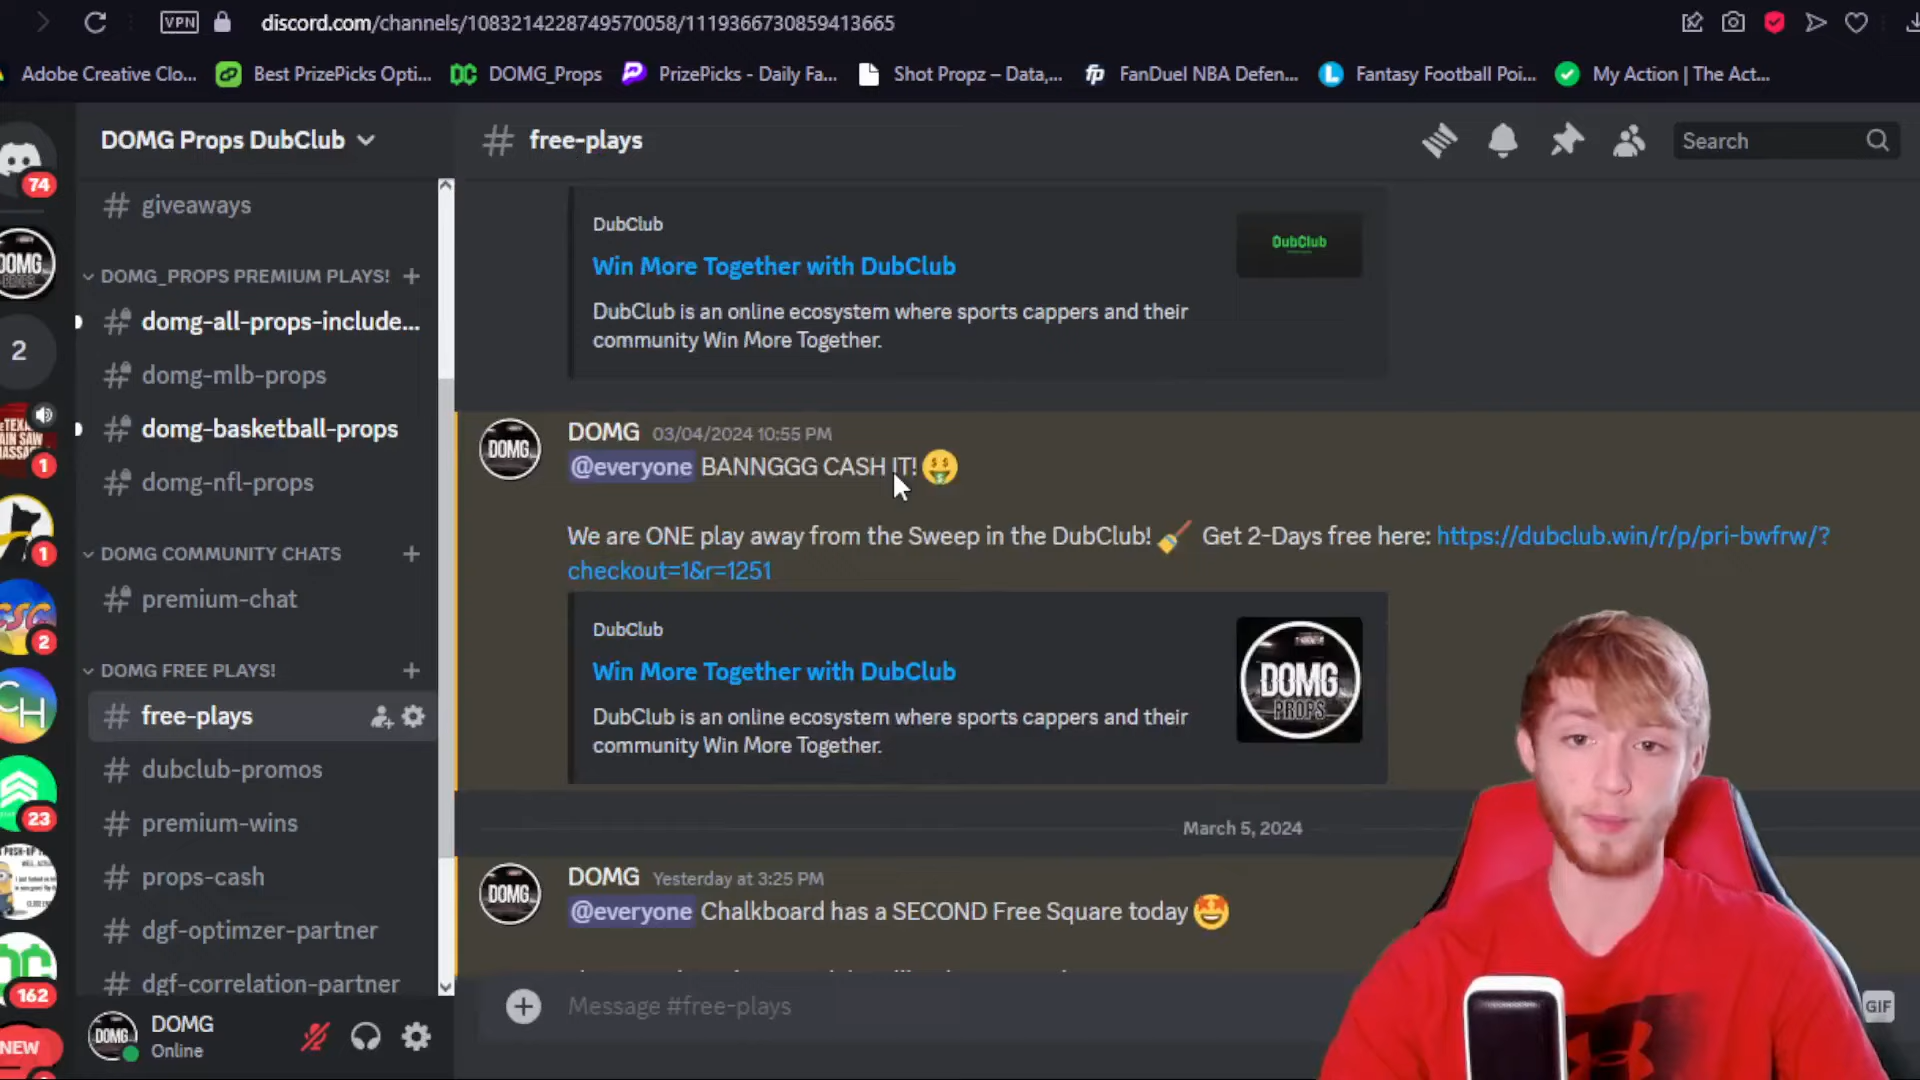 VPN
discord.com/channels/1083214228749570058/1119366730859413665
Adobe Creative Clo...
Best PrizePicks Opti...
DOMG_Props
PrizePicks - Daily Fa...
Shot Propz – Data,...
fp
FanDuel NBA Defen...
Fantasy Football Poi...
My Action | The Act...
74
DOMG
PROPS
2
1
1
2
CH
23
162
NEW
DOMG Props DubClub
giveaways
DOMG_PROPS PREMIUM PLAYS!
domg-all-props-include...
domg-mlb-props
domg-basketball-props
domg-nfl-props
DOMG COMMUNITY CHATS
premium-chat
DOMG FREE PLAYS!
free-plays
dubclub-promos
premium-wins
props-cash
dgf-optimzer-partner
dgf-correlation-partner
DOMG
DOMG
Online
free-plays
Search
DubClub
Win More Together with DubClub
DubClub is an online ecosystem where sports cappers and their
community Win More Together.
DubClub
DOMG
DOMG 03/04/2024 10:55 PM
@everyone BANNGGG CASH IT!
We are ONE play away from the Sweep in the DubClub! 🧹 Get 2-Days free here: https://dubclub.win/r/p/pri-bwfrw/?
checkout=1&r=1251
DubClub
Win More Together with DubClub
DubClub is an online ecosystem where sports cappers and their
community Win More Together.
DOMG
PROPS
March 5, 2024
DOMG
DOMG Yesterday at 3:25 PM
@everyone Chalkboard has a SECOND Free Square today
Message #free-plays
GIF